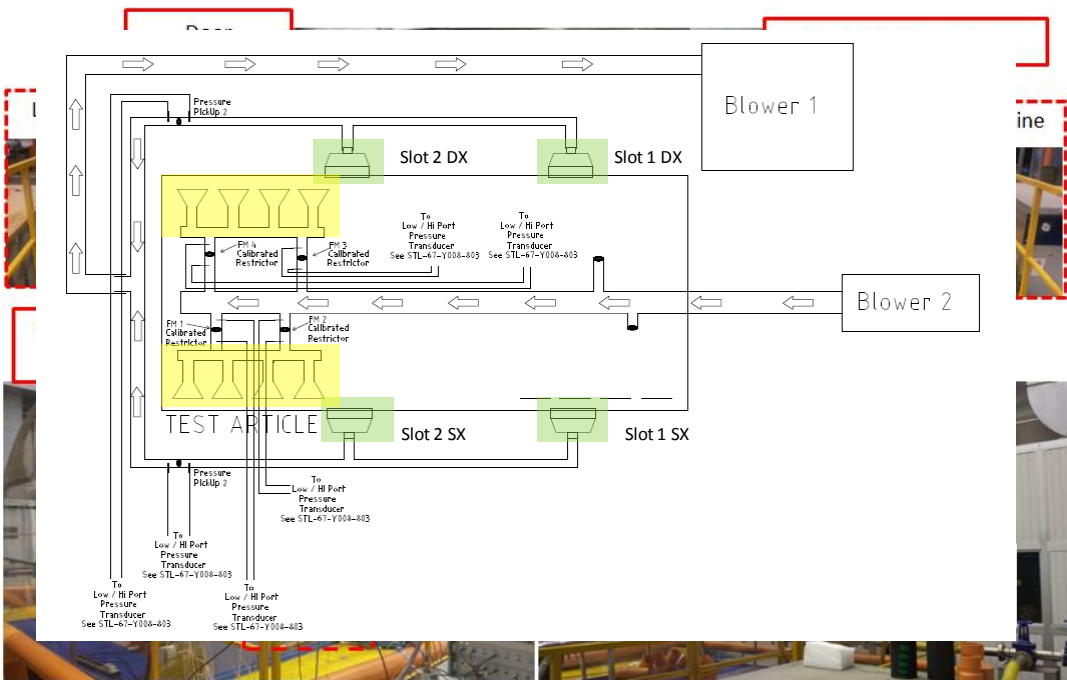 Blower 1
Pressure
PickUp 2
Slot 2 DX
Slot 1 DX
ine
To
Low / Hi Port
Pressure
Transducer
See STL-67-Y008-803
To
Low / Hi Port
Pressure
Transducer
See STL-67-Y008-803
FM 4
Calibrated
Restrictor
FM 3
Calibrated
Restrictor
Blower 2
FM 1
Calibrated
Restrictor
FM 2
Calibrated
Restrictor
TEST ARTICLE
Slot 2 SX
Slot 1 SX
Pressure
PickUp 2
To
Low / Hi Port
Pressure
Transducer
See STL-67-Y008-803
To
Low / Hi Port
Pressure
Transducer
See STL-67-Y008-803
To
Low / Hi Port
Pressure
Transducer
See STL-67-Y008-803
To
Low / Hi Port
Pressure
Transducer
See STL-67-Y008-803